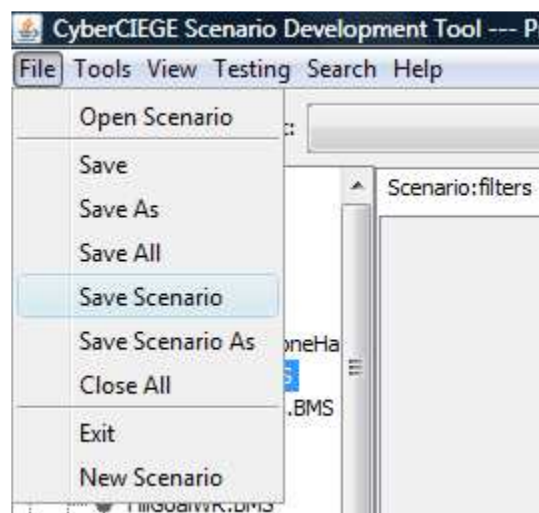 CyberCIEGE Scenario Development Tool --- P
File Tools View Testing Search Help
Open Scenario
Save
Save As
Scenario:filters
Save All
Save Scenario
Save Scenario As
oneHa
Close All
.BMS
Exit
New Scenario